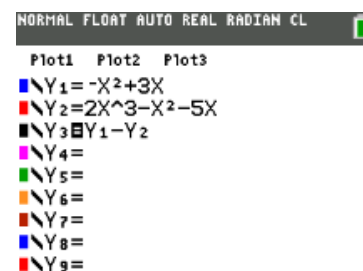 NORMAL FLOAT AUTO REAL RADIAN CL
Plot1 Plot2 Plot3
\Y₁=-X²+3X
\Y₂=2X^3-X²-5X
\Y₃=Y₁-Y₂
\Y₄=
\Y₅=
\Y₆=
\Y₇=
\Y₈=
\Y₉=